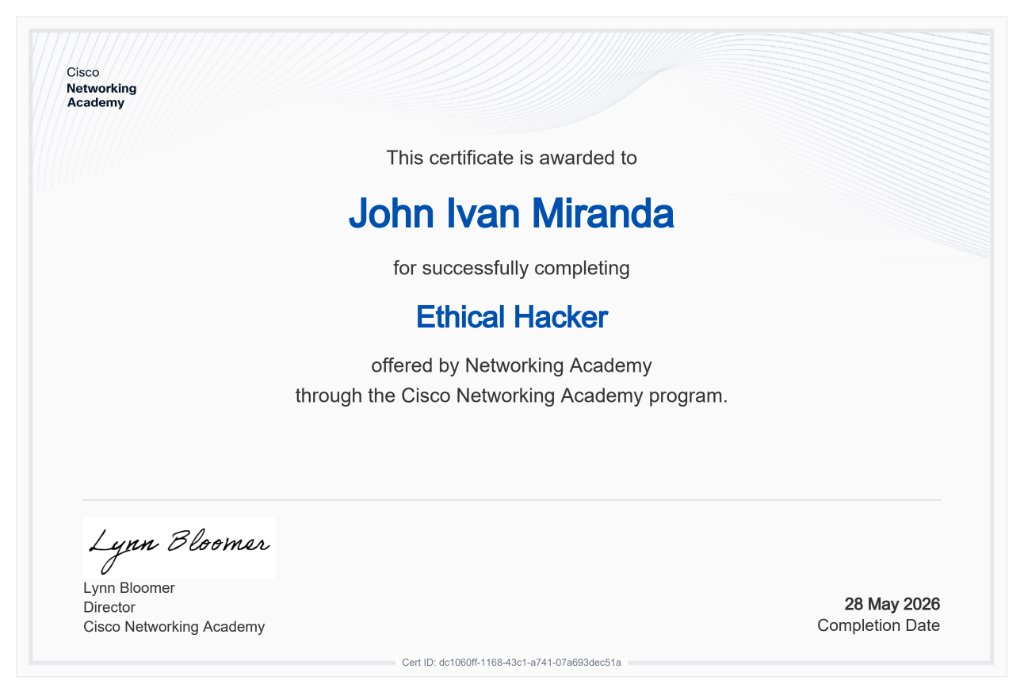 Cisco
Networking
Academy
This certificate is awarded to
John Ivan Miranda
for successfully completing
Ethical Hacker
offered by Networking Academy
through the Cisco Networking Academy program.
Lynn Bloomer
Lynn Bloomer
Director
Cisco Networking Academy
28 May 2026
Completion Date
Cert ID: dc1060ff-1168-43c1-a741-07a693dec51a